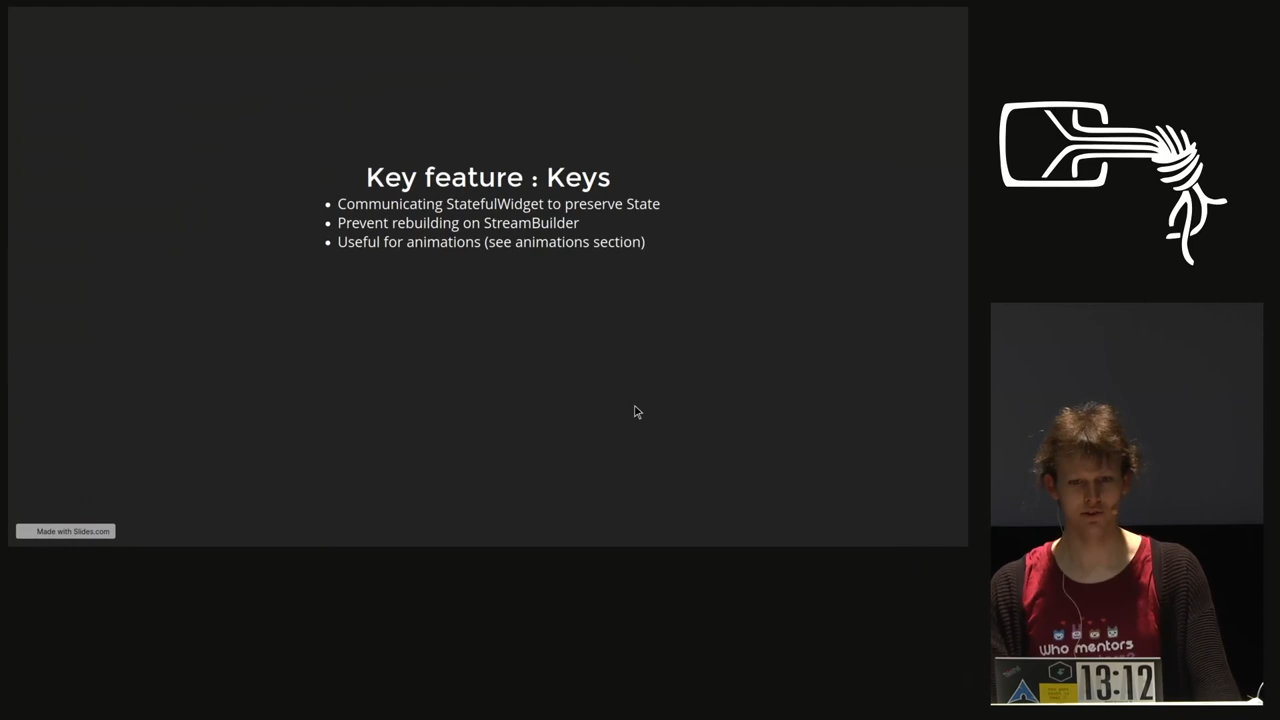 Key feature : Keys
Communicating StatefulWidget to preserve State
Prevent rebuilding on StreamBuilder
Useful for animations (see animations section)
Made with Slides.com
Who mentors
13:12